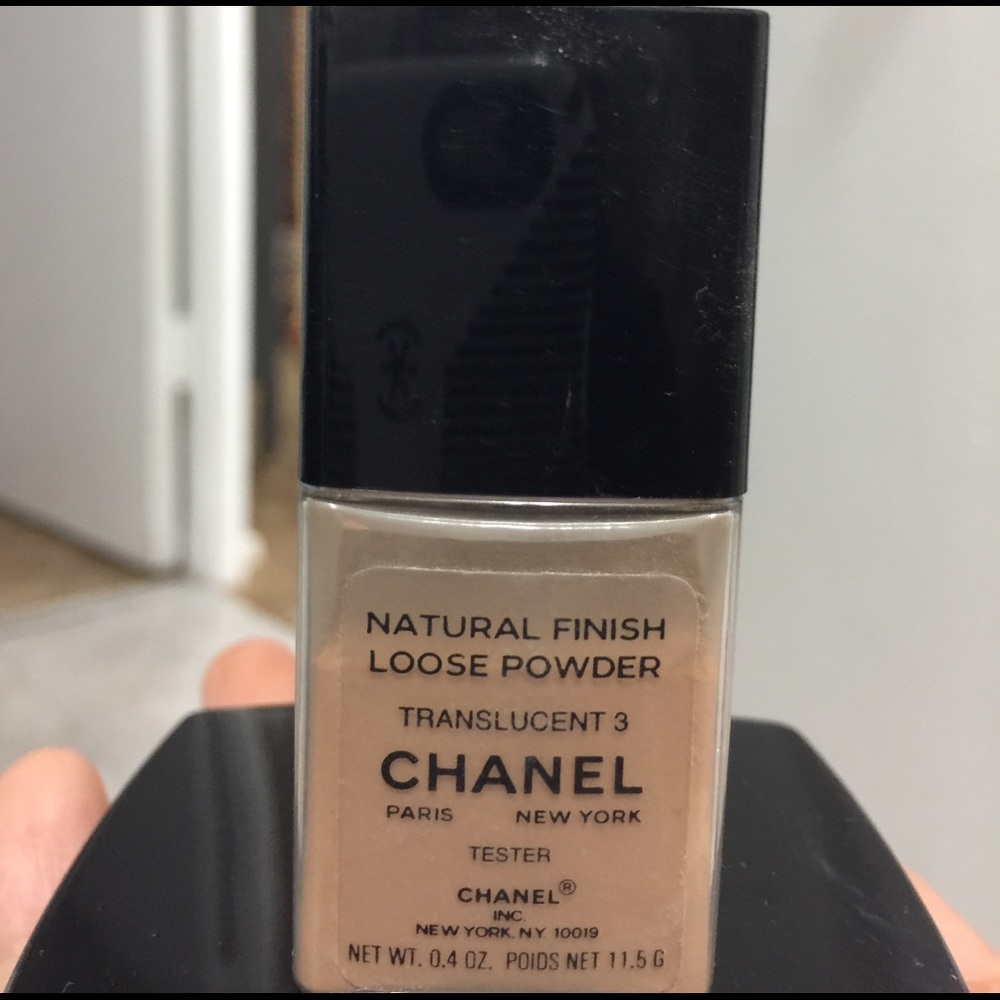 NATURAL FINISH
LOOSE POWDER
TRANSLUCENT 3
CHANEL
PARIS NEW YORK
TESTER
CHANEL®
INC.
NEW YORK, NY 10019
NET WT. 0.4 OZ. POIDS NET 11.5 G